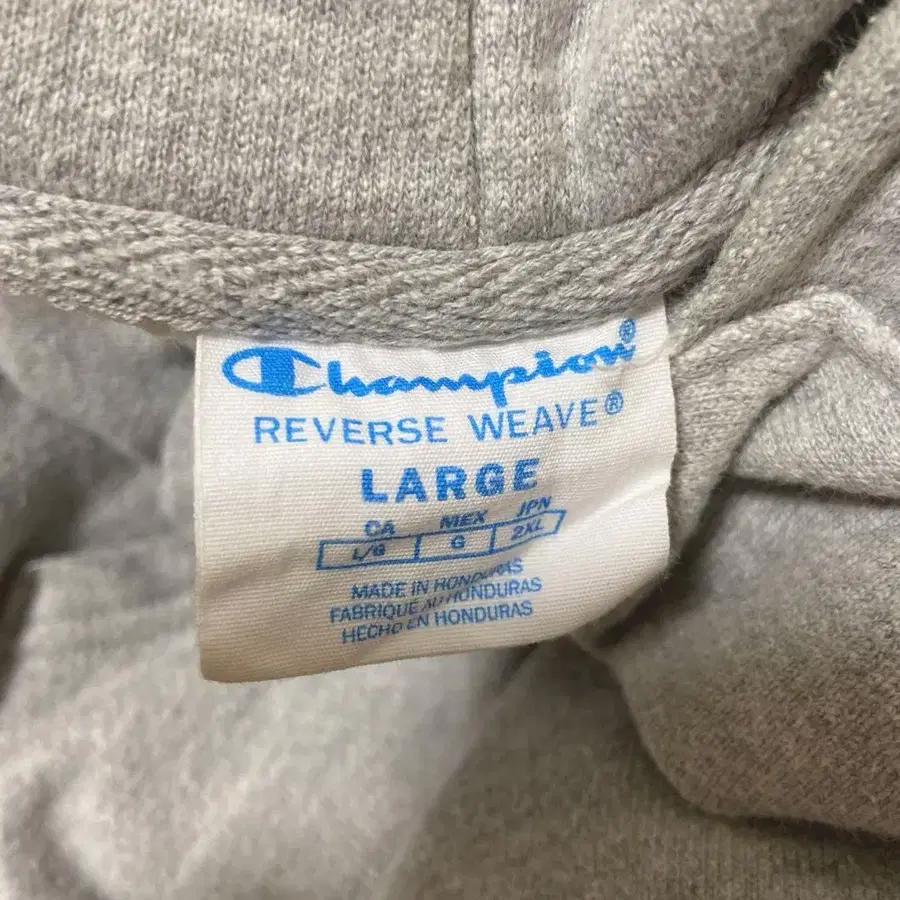 Champion®
REVERSE WEAVE®
LARGE
CA MEX JPN
L/G G 2XL
MADE IN HONDURAS
FABRIQUE AU HONDURAS
HECHO EN HONDURAS